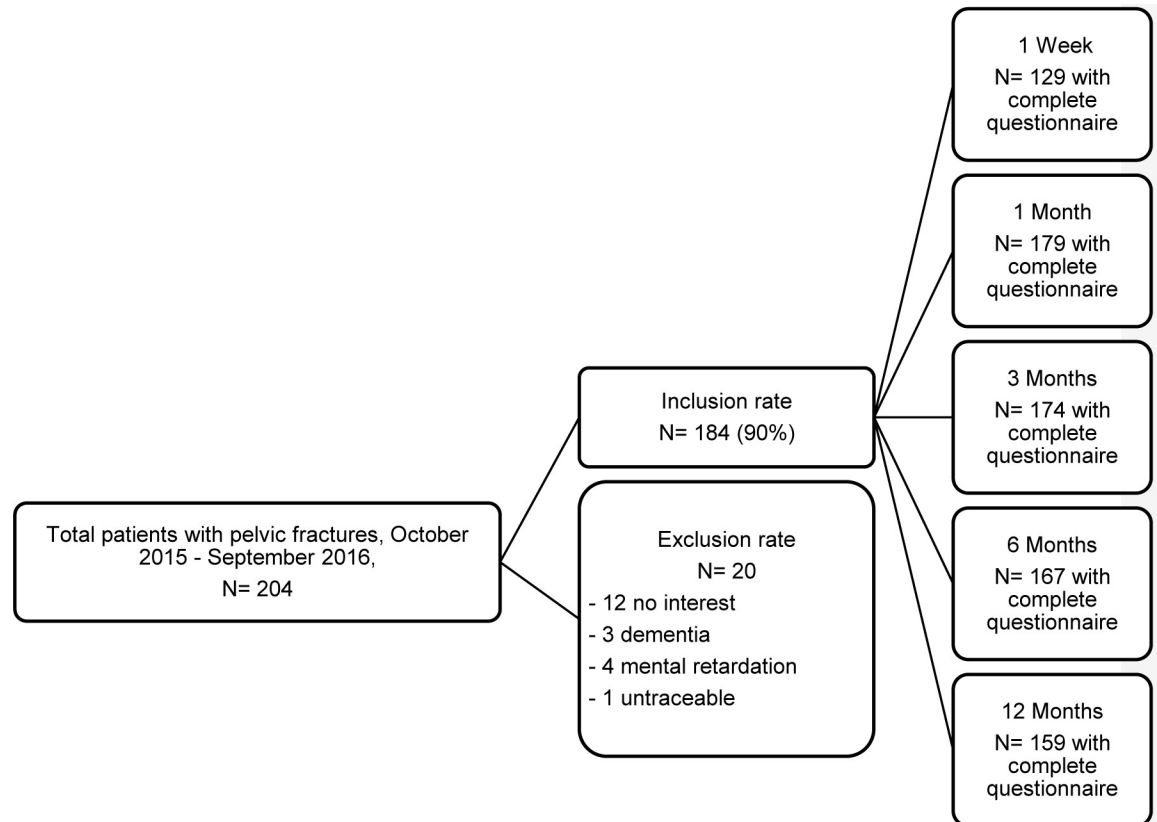 Total patients with pelvic fractures, October
2015 - September 2016,
N= 204
Inclusion rate
N= 184 (90%)
Exclusion rate
N= 20
- 12 no interest
- 3 dementia
- 4 mental retardation
- 1 untraceable
1 Week
N= 129 with
complete
questionnaire
1 Month
N= 179 with
complete
questionnaire
3 Months
N= 174 with
complete
questionnaire
6 Months
N= 167 with
complete
questionnaire
12 Months
N= 159 with
complete
questionnaire